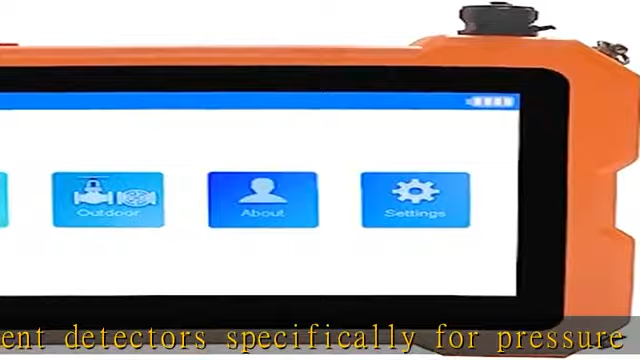 Outdoor
About
Settings
ent detectors specifically for pressure